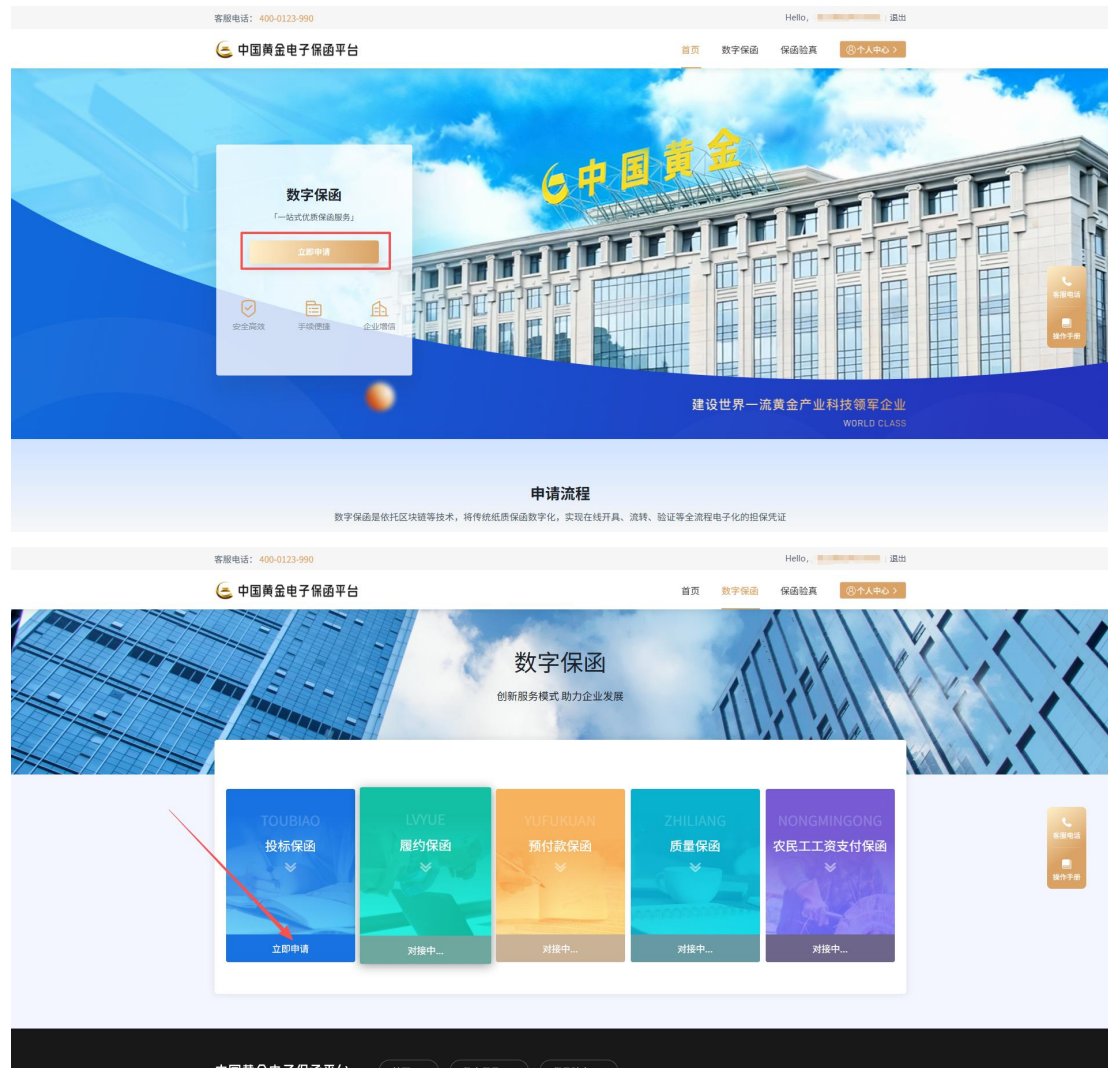 客服电话： 400-0123-990
Hello,
退出
中国黄金电子保函平台
首页 数字保函 保函验真 个人中心 >
中国黄金
数字保函
「一站式优质保函服务」
立即申请
安全高效 手续便捷 企业增信
客服电话
操作手册
建设世界一流黄金产业科技领军企业
WORLD CLASS
申请流程
数字保函是依托区块链等技术，将传统纸质保函数字化，实现在线开具、流转、验证等全流程电子化的担保凭证
客服电话： 400-0123-990
Hello,
退出
中国黄金电子保函平台
首页 数字保函 保函验真 个人中心 >
数字保函
创新服务模式 助力企业发展
TOUBIAO
投标保函
立即申请
LVYUE
履约保函
对接中...
YUFUKUAN
预付款保函
对接中...
ZHILIANG
质量保函
对接中...
NONGMINGONG
农民工工资支付保函
对接中...
客服电话
操作手册